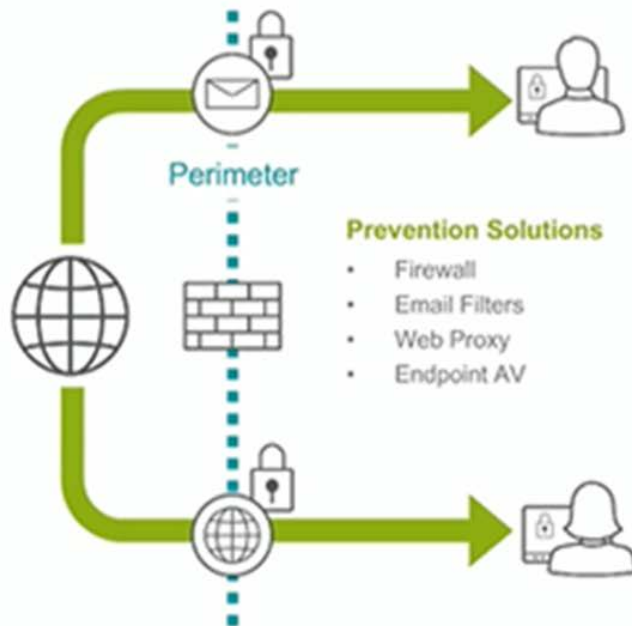 Perimeter
Prevention Solutions
• Firewall
• Email Filters
• Web Proxy
• Endpoint AV